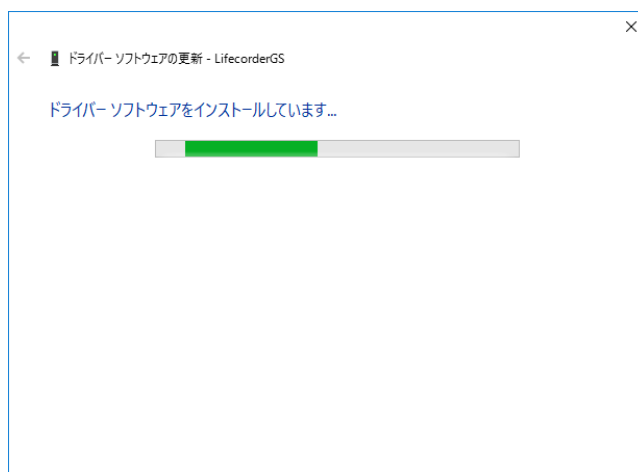 ドライバー ソフトウェアの更新 - LifecorderGS
ドライバー ソフトウェアをインストールしています...